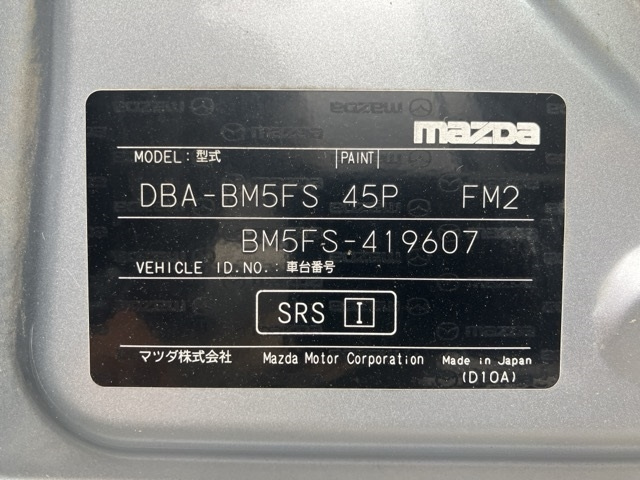 mazda
MODEL:型式 PAINT
DBA-BM5FS 45P FM2
BM5FS-419607
VEHICLE ID.NO.:車台番号
SRS I
マツダ株式会社 Mazda Motor Corporation Made in Japan
(D10A)